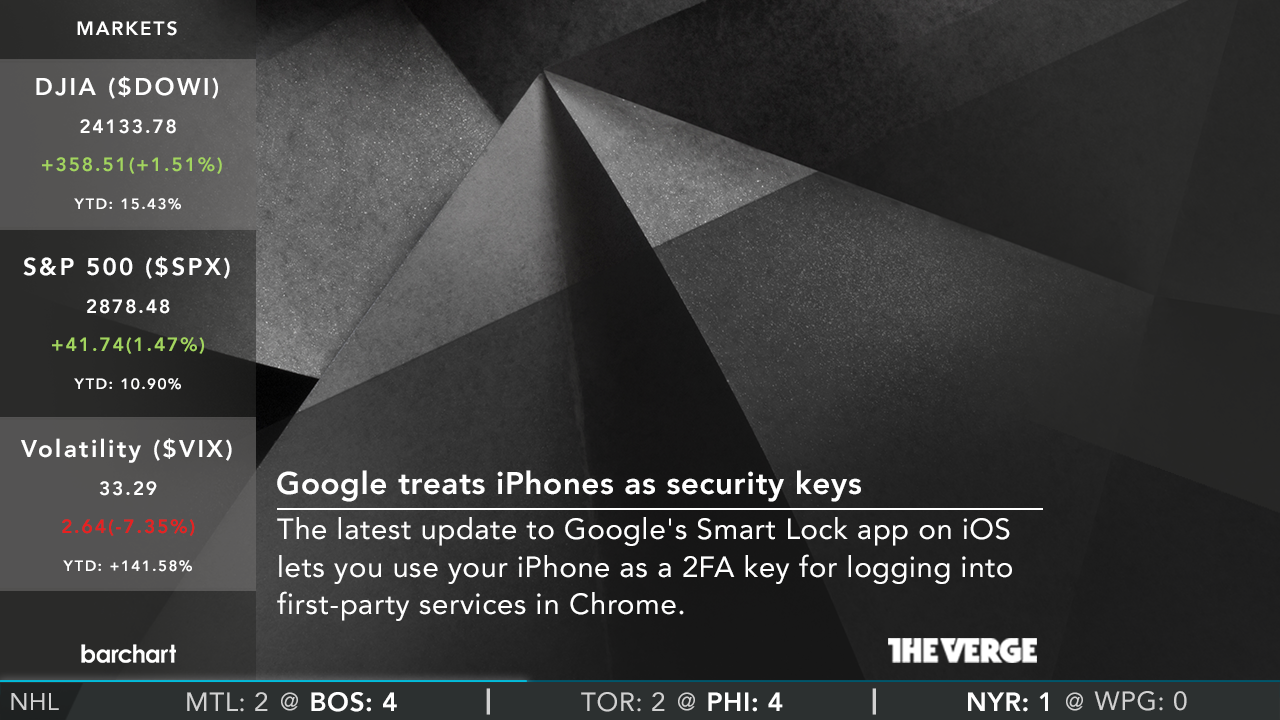 MARKETS
DJIA ($DOWI)
24133.78
+358.51(+1.51%)
YTD: 15.43%
S&P 500 ($SPX)
2878.48
+41.74(1.47%)
YTD: 10.90%
Volatility ($VIX)
33.29
2.64(-7.35%)
YTD: +141.58%
barchart
Google treats iPhones as security keys
The latest update to Google's Smart Lock app on iOS
lets you use your iPhone as a 2FA key for logging into
first-party services in Chrome.
THE VERGE
NHL MTL: 2 @ BOS: 4 | TOR: 2 @ PHI: 4 | NYR: 1 @ WPG: 0